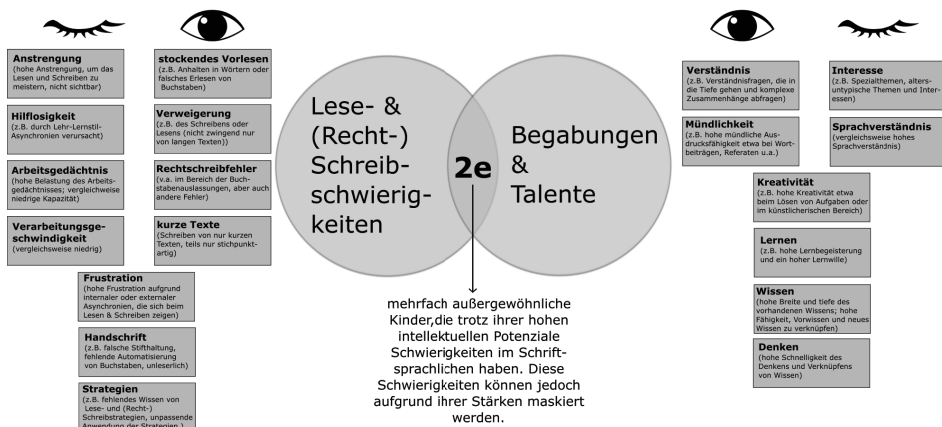 Anstrengung
(hohe Anstrengung, um das
Lesen und Schreiben zu
meistern, nicht sichtbar)
Hilflosigkeit
(z.B. durch Lehr-Lernstil-
Asynchronien verursacht)
Arbeitsgedächtnis
(hohe Belastung des Arbeits-
gedächtnisses; vergleichweise
niedrige Kapazität)
Verarbeitungsge-
schwindigkeit
(vergleichsweise niedrig)
stockendes Vorlesen
(z.B. Anhalten in Wörtern oder
falsches Erlesen von
Buchstaben)
Verweigerung
(z.B. des Schreibens oder
Lesens (nicht zwingend nur
von langen Texten))
Rechtschreibfehler
(v.a. im Bereich der Buch-
stabenauslassungen, aber auch
andere Fehler)
kurze Texte
(Schreiben von nur kurzen
Texten, teils nur stichpunkt-
artig)
Frustration
(hohe Frustration aufgrund
internaler oder externaler
Asynchronien, die sich beim
Lesen & Schreiben zeigen)
Handschrift
(z.B. falsche Stifthaltung,
fehlende Automatisierung
von Buchstaben, unleserlich)
Strategien
(z.B. fehlendes Wissen von
Lese- und (Recht-)
Schreibstrategien, unpassende
Anwendung der Strategien )
Lese- &
(Recht-)
Schreib-
schwierig-
keiten
2e
Begabungen
&
Talente
mehrfach außergewöhnliche
Kinder,die trotz ihrer hohen
intellektuellen Potenziale
Schwierigkeiten im Schrift-
sprachlichen haben. Diese
Schwierigkeiten können jedoch
aufgrund ihrer Stärken maskiert
werden.
Verständnis
(z.B. Verständnisfragen, die in
die Tiefe gehen und komplexe
Zusammenhänge abfragen)
Mündlichkeit
(z.B. hohe mündliche Aus-
drucksfähigkeit etwa bei Wort-
beiträgen, Referaten u.a.)
Interesse
(z.B. Spezialthemen, alters-
untypische Themen und Inter-
essen)
Sprachverständnis
(vergleichsweise hohes
Sprachverständnis)
Kreativität
(z.B. hohe Kreativität etwa
beim Lösen von Aufgaben oder
im künstlicherischen Bereich)
Lernen
(z.B. hohe Lernbegeisterung
und ein hoher Lernwille)
Wissen
(hohe Breite und tiefe des
vorhandenen Wissens; hohe
Fähigkeit, Vorwissen und neues
Wissen zu verknüpfen)
Denken
(hohe Schnelligkeit des
Denkens und Verknüpfens
von Wissen)